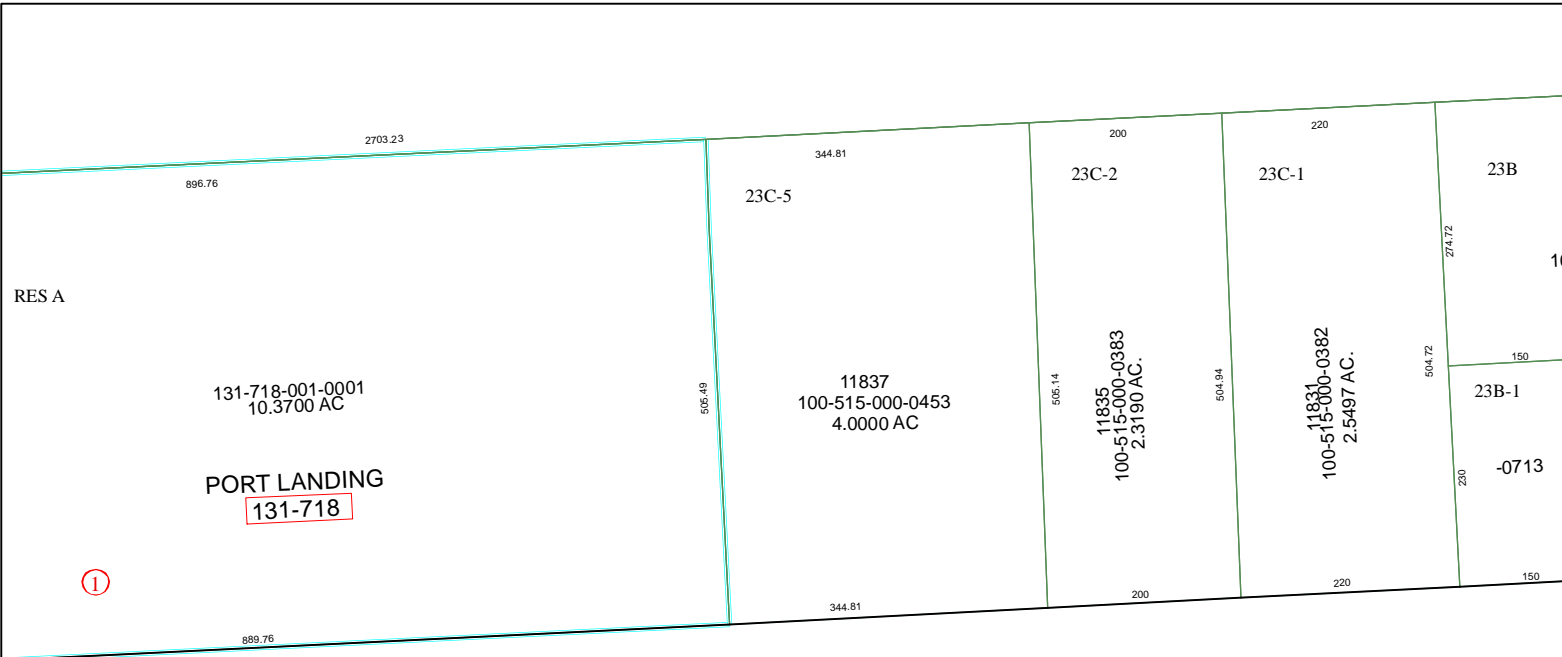 2703.23
896.76
RES A
131-718-001-0001
10.3700 AC
PORT LANDING
131-718
1
889.76
505.49
344.81
23C-5
11837
100-515-000-0453
4.0000 AC
344.81
505.14
200
23C-2
11835
100-515-000-0383
2.3190 AC.
200
504.94
220
23C-1
11831
100-515-000-0382
2.5497 AC.
220
504.72
274.72
23B
150
23B-1
-0713
230
150